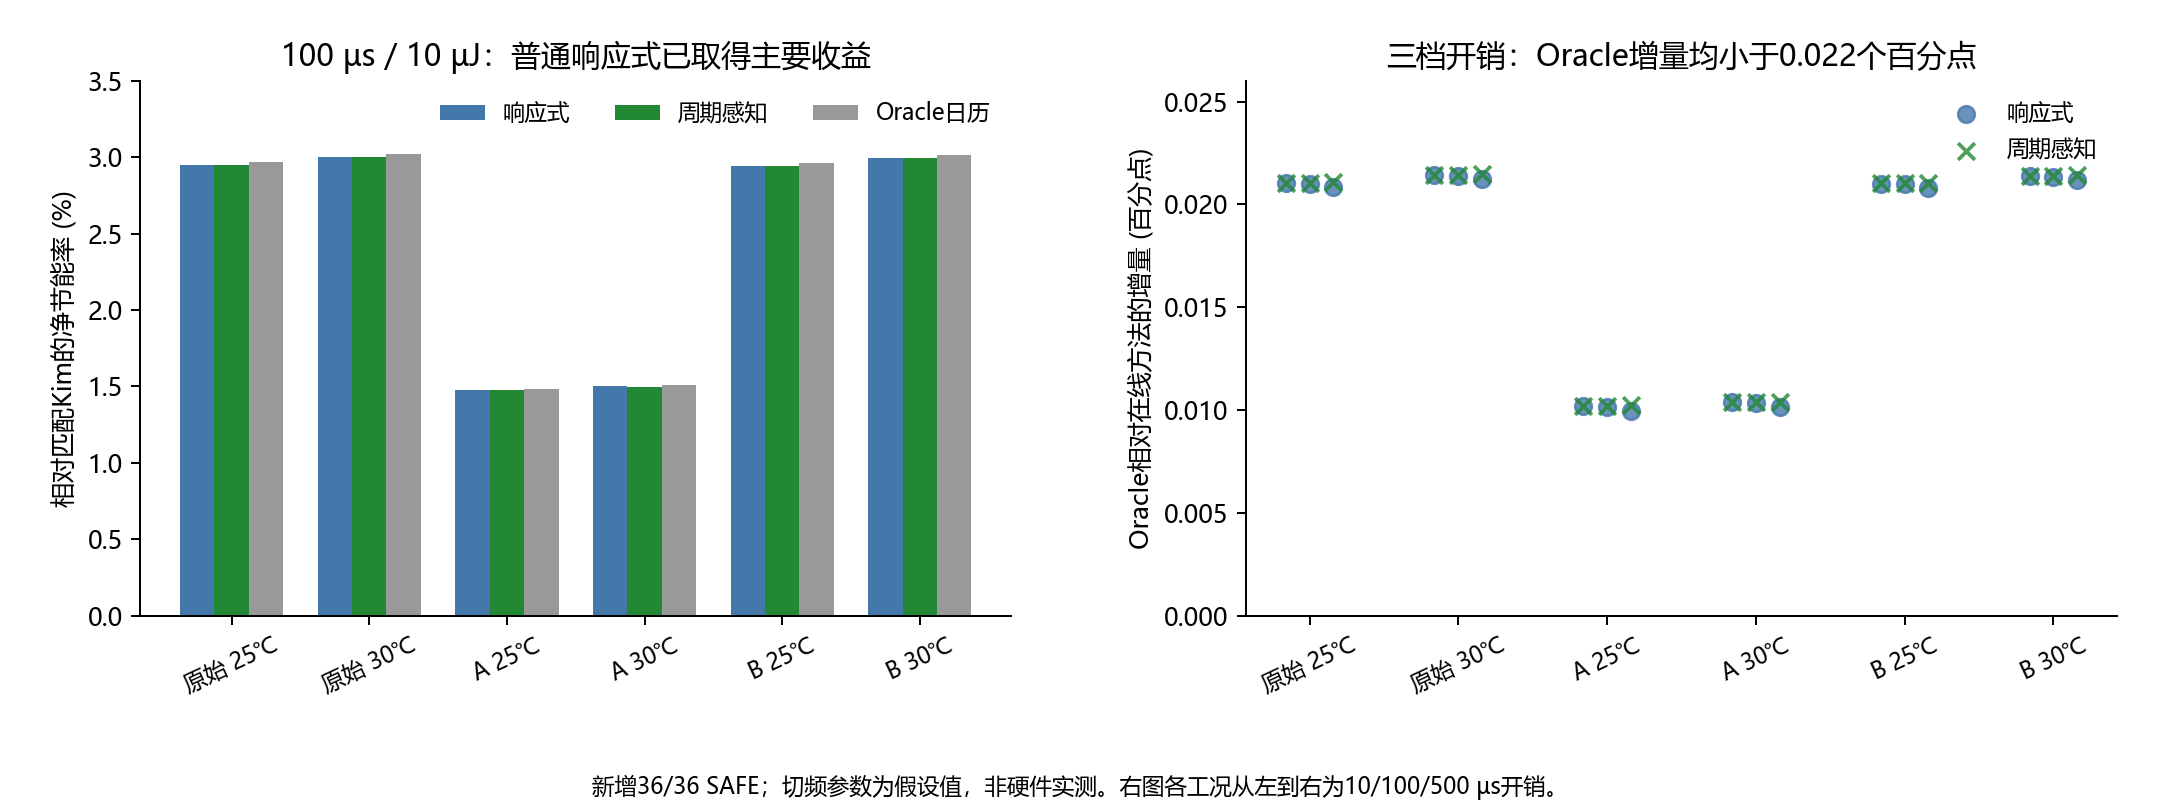 100 μs / 10 μJ：普通响应式已取得主要收益
响应式
周期感知
Oracle日历
相对匹配Kim的净节能率 (%)
3.5
3.0
2.5
2.0
1.5
1.0
0.5
0.0
原始 25°C
原始 30°C
A 25°C
A 30°C
B 25°C
B 30°C
三档开销：Oracle增量均小于0.022个百分点
响应式
周期感知
Oracle相对在线方法的增量 (百分点)
0.025
0.020
0.015
0.010
0.005
0.000
原始 25°C
原始 30°C
A 25°C
A 30°C
B 25°C
B 30°C
新增36/36 SAFE；切频参数为假设值，非硬件实测。右图各工况从左到右为10/100/500 μs开销。